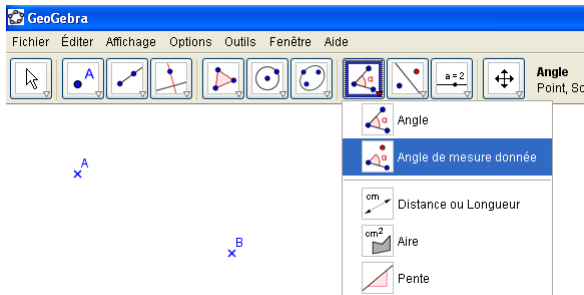 GeoGebra
Fichier Éditer Affichage Options Outils Fenêtre Aide
A
α
a = 2
Angle
Point, So
α Angle
α Angle de mesure donnée
cm Distance ou Longueur
cm² Aire
Pente
A
B